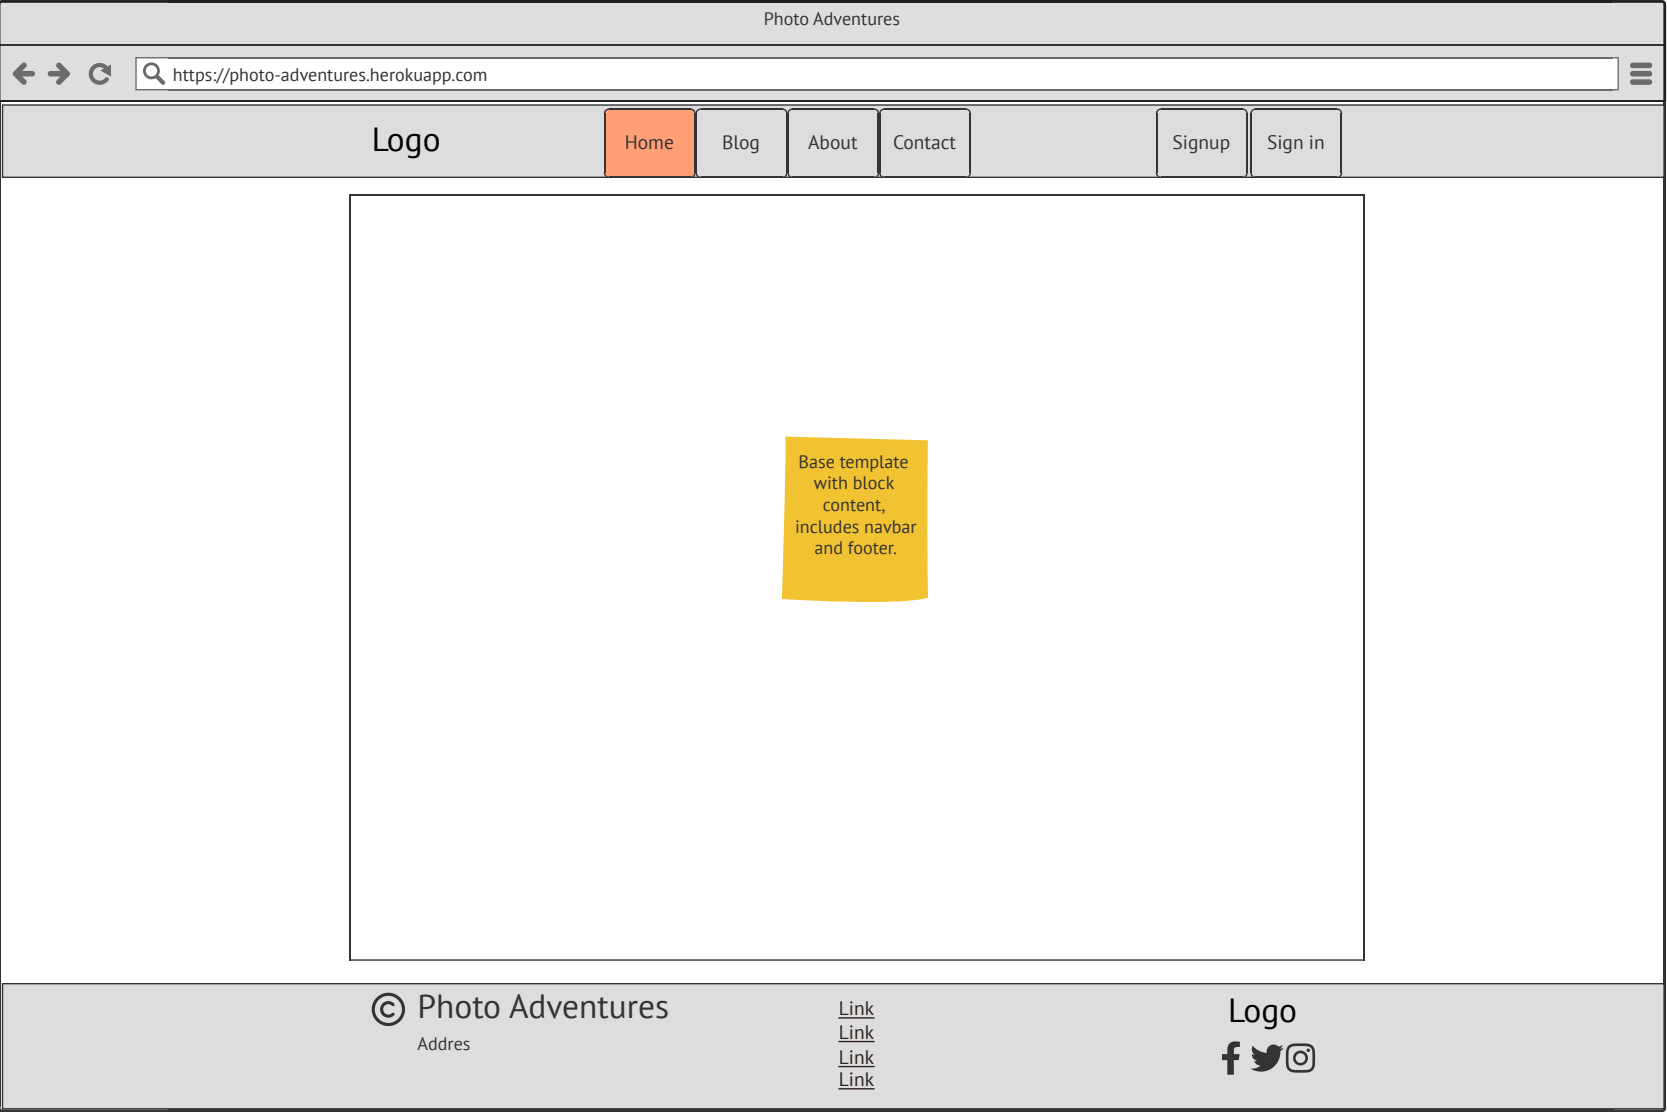 Photo Adventures
https://photo-adventures.herokuapp.com
Logo
Home
Blog
About
Contact
Signup
Sign in
Base template
with block
content,
includes navbar
and footer.
© Photo Adventures
Addres
Link
Link
Link
Link
Logo